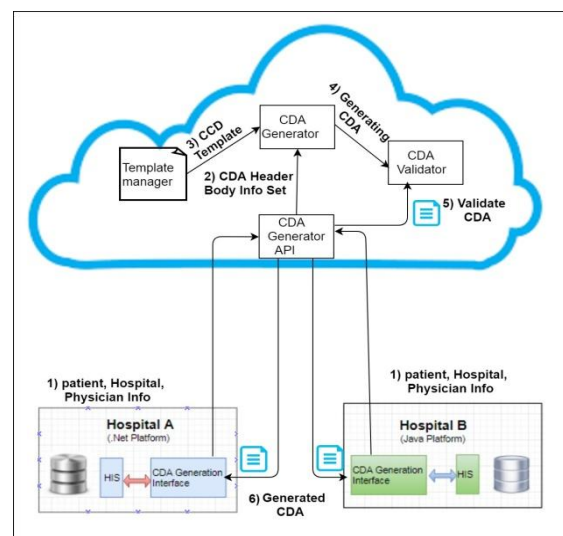 4) Generating
CDA
CDA
Generator
3) CCD
Template
CDA
Validator
Template
manager
2) CDA Header
Body Info Set
5) Validate
CDA
CDA
Generator
API
1) patient, Hospital,
Physician Info
1) patient, Hospital,
Physician Info
Hospital A
(.Net Platform)
HIS
CDA Generation
Interface
Hospital B
(Java Platform)
CDA Generation
Interface
HIS
6) Generated
CDA